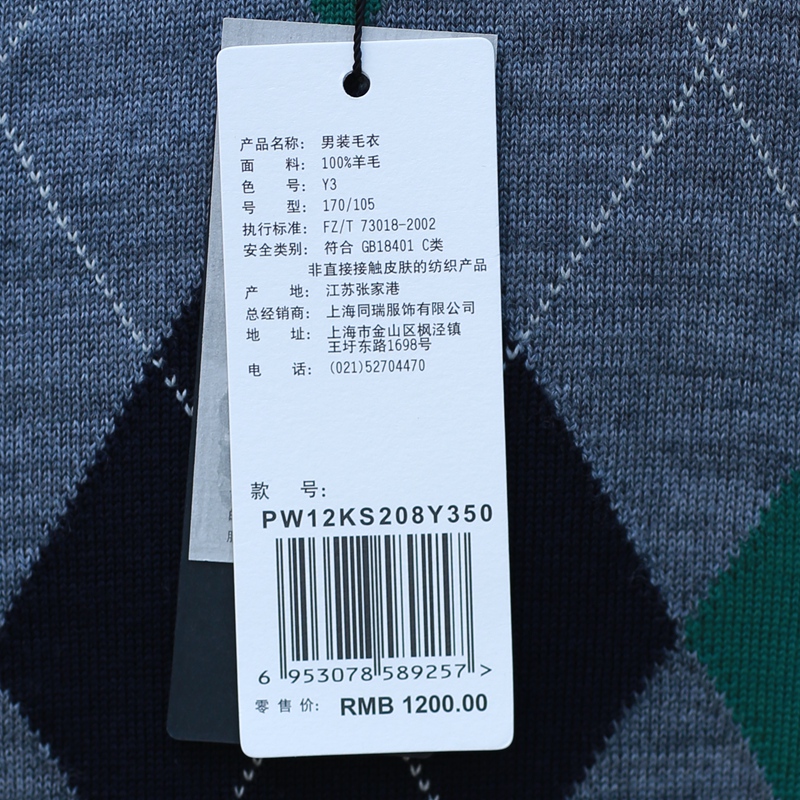 产品名称: 男装毛衣
面 料: 100%羊毛
色 号: Y3
号 型: 170/105
执行标准: FZ/T 73018-2002
安全类别: 符合 GB18401 C类
非直接接触皮肤的纺织产品
产 地: 江苏张家港
总经销商: 上海同瑞服饰有限公司
地 址: 上海市金山区枫泾镇
王圩东路1698号
电 话: (021)52704470
款 号:
PW12KS208Y350
6 953078 589257 >
零售价: RMB 1200.00